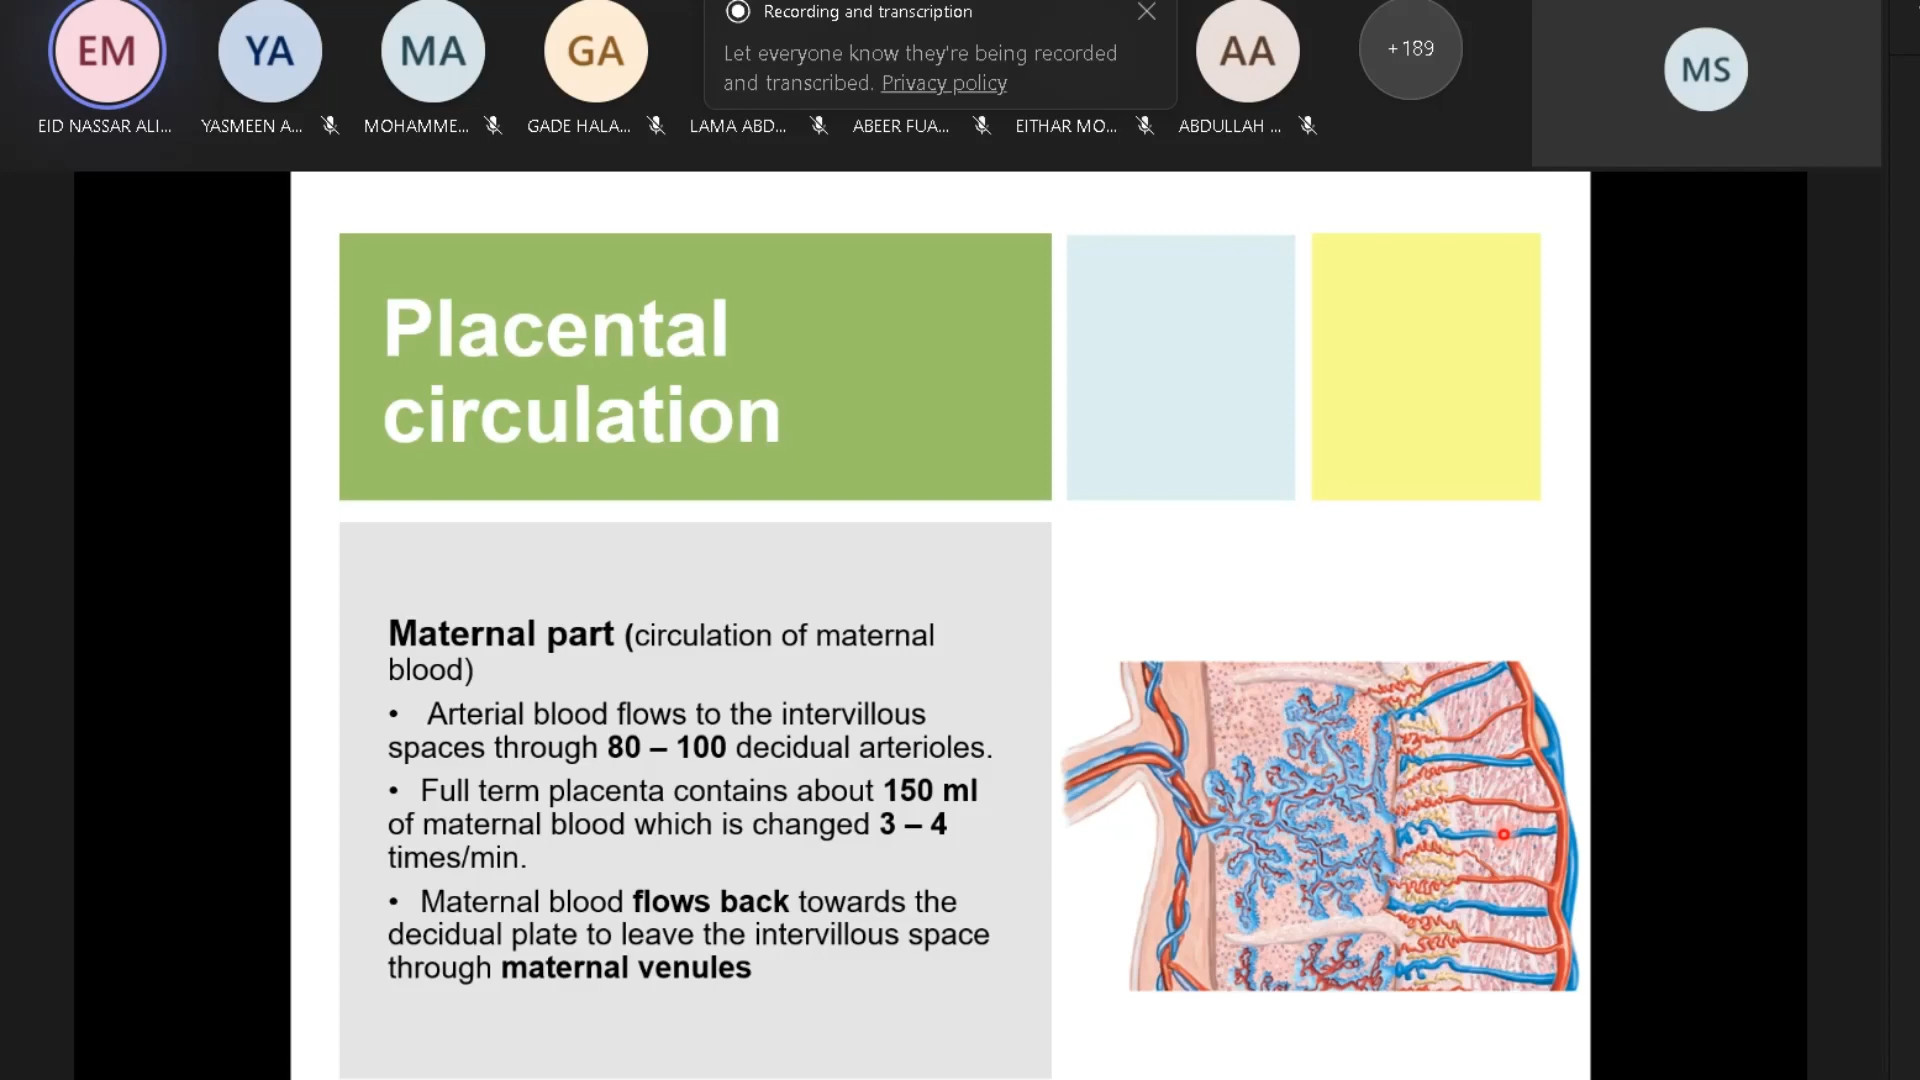 EM
YA
MA
GA
Recording and transcription
Let everyone know they're being recorded
and transcribed. Privacy policy
AA
+189
MS
EID NASSAR ALI...
YASMEEN A...
MOHAMME...
GADE HALA...
LAMA ABD...
ABEER FUA...
EITHAR MO...
ABDULLAH ...
Placental
circulation
Maternal part (circulation of maternal
blood)
• Arterial blood flows to the intervillous
spaces through 80 – 100 decidual arterioles.
• Full term placenta contains about 150 ml
of maternal blood which is changed 3 – 4
times/min.
• Maternal blood flows back towards the
decidual plate to leave the intervillous space
through maternal venules